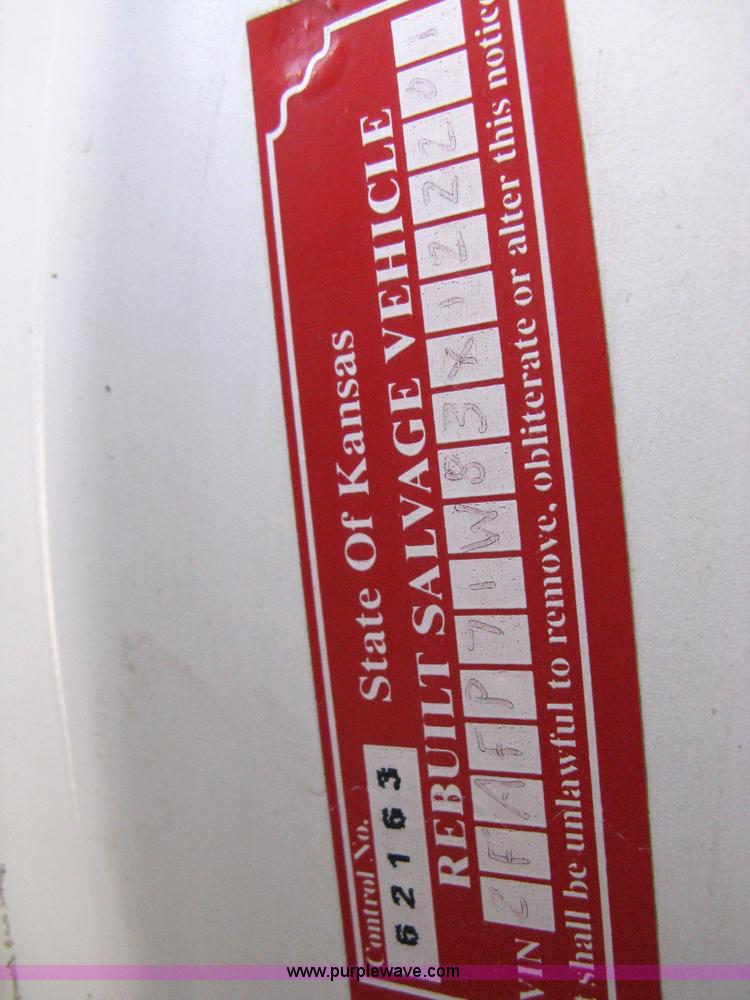 Control No.
62163
State Of Kansas
REBUILT SALVAGE VEHICLE
VIN 2FAFP71W83X122201
shall be unlawful to remove, obliterate or alter this notice
www.purplewave.com